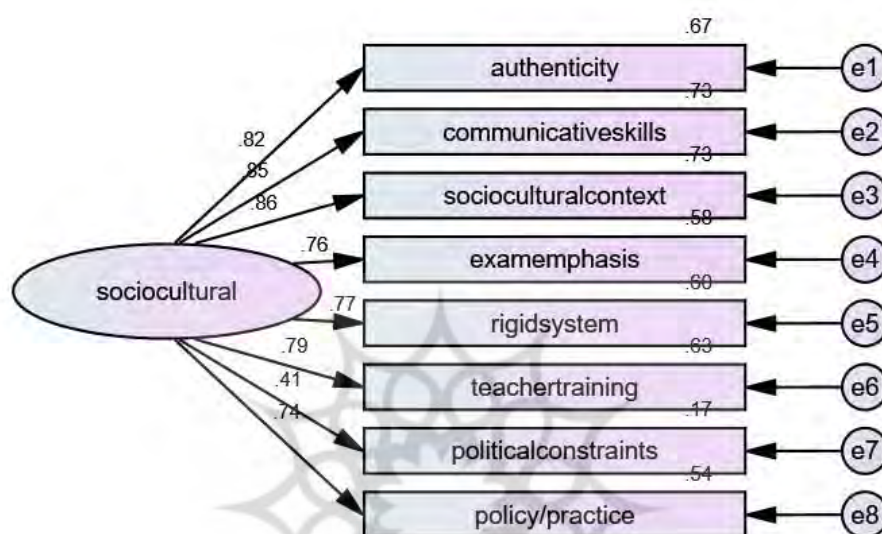 .67
authenticity
e1
.73
.82
communicativeskills
e2
.85
.73
.86
socioculturalcontext
e3
.58
.76
examemphasis
e4
.60
sociocultural
.77
rigidsystem
e5
.79
.63
teachertraining
e6
.41
.17
.74
politicalconstraints
e7
.54
policy/practice
e8